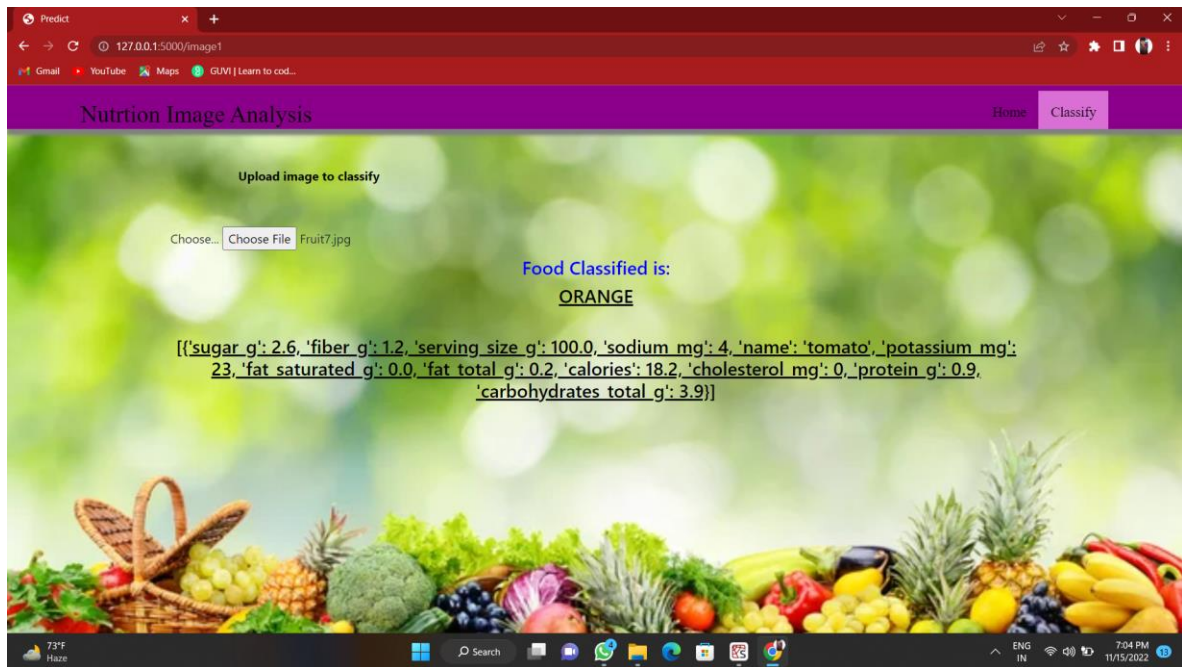 Predict
127.0.0.1:5000/image1
Gmail YouTube Maps GUVI | Learn to cod...
Nutrtion Image Analysis Home Classify
Upload image to classify
Choose... Choose File Fruit7.jpg
Food Classified is:
ORANGE
[{'sugar_g': 2.6, 'fiber_g': 1.2, 'serving_size_g': 100.0, 'sodium_mg': 4, 'name': 'tomato', 'potassium_mg':
23, 'fat_saturated_g': 0.0, 'fat_total_g': 0.2, 'calories': 18.2, 'cholesterol_mg': 0, 'protein_g': 0.9,
'carbohydrates_total_g': 3.9}]
73°F
Haze
Search
ENG
IN
7:04 PM
11/15/2022
13